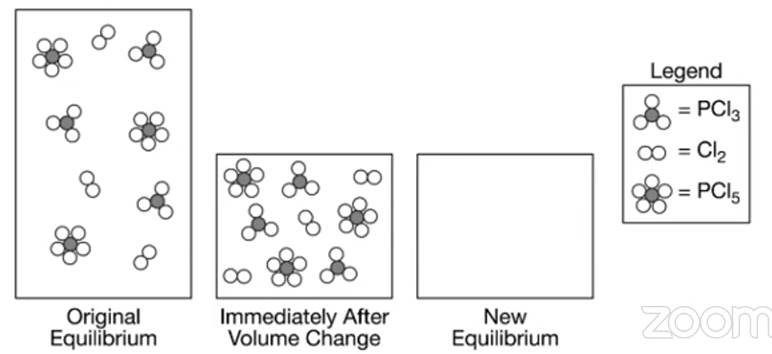 Legend
= PCl3
= Cl2
= PCl5
Original
Equilibrium
Immediately After
Volume Change
New
Equilibrium
zoom